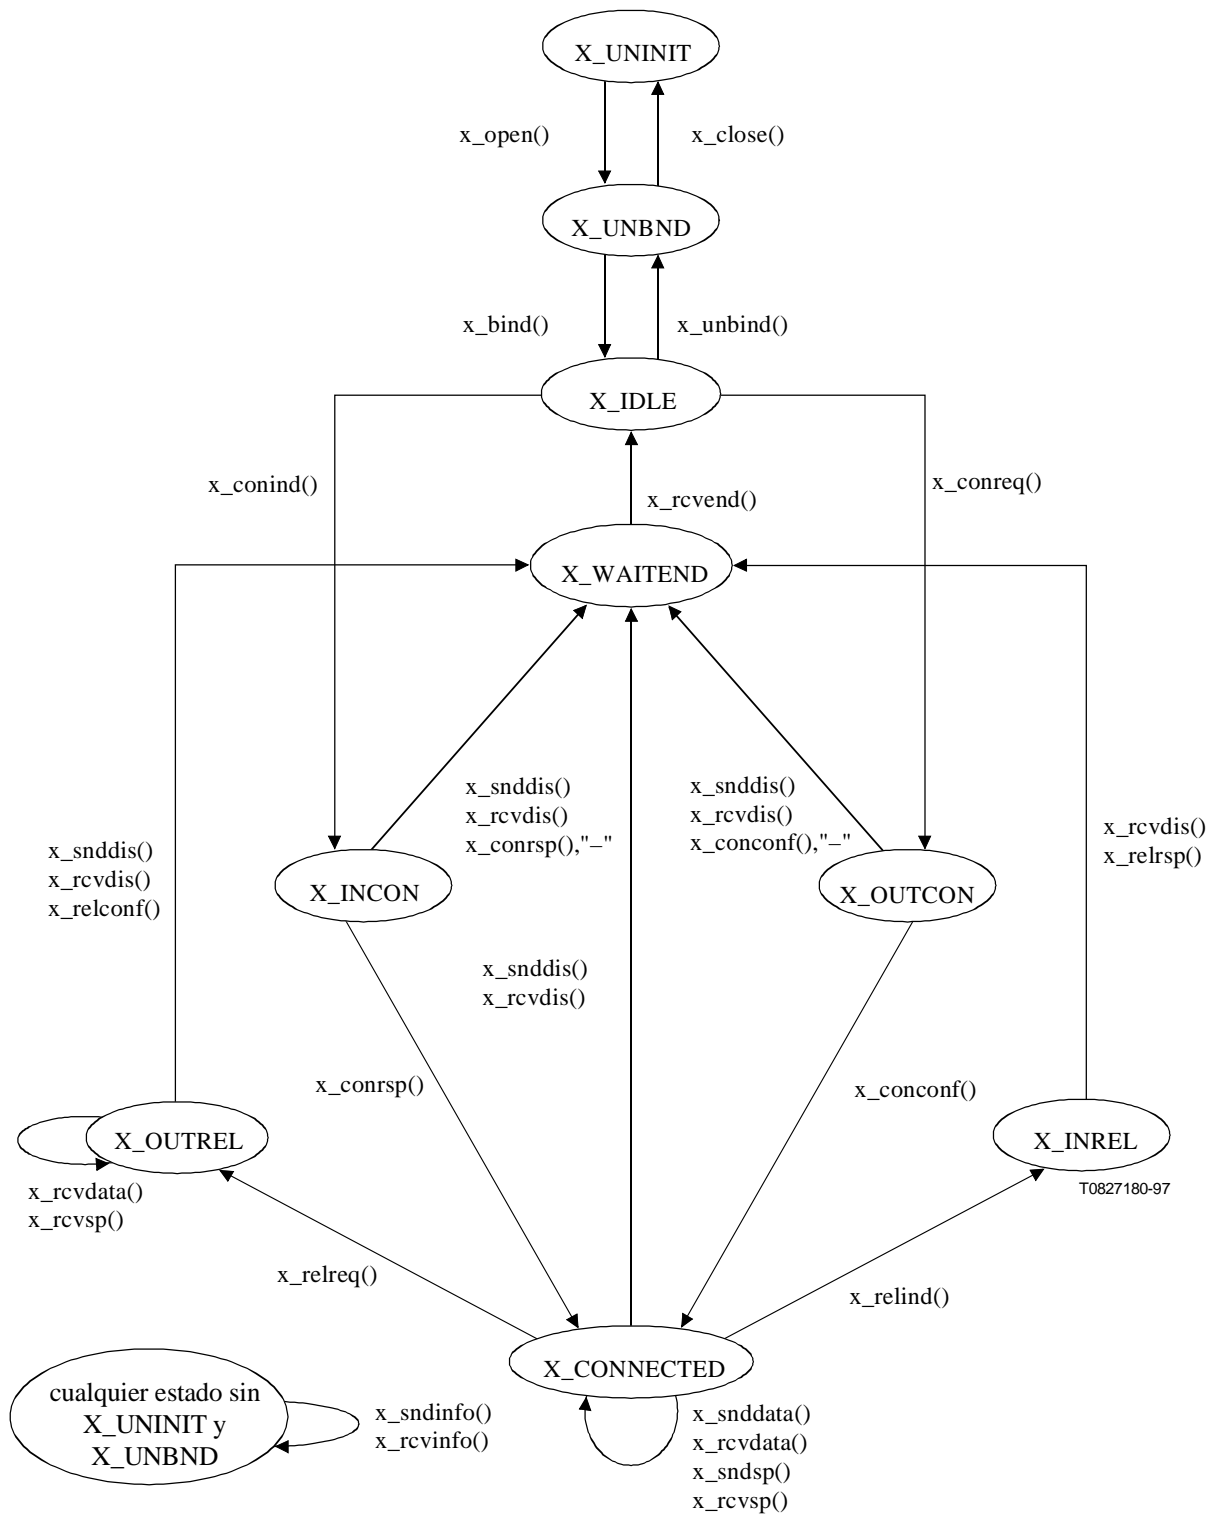 X_UNINIT
x_open()
x_close()
X_UNBND
x_bind()
x_unbind()
X_IDLE
x_conind()
x_rcvend()
x_conreq()
X_WAITEND
x_snddis()
x_rcvdis()
x_conrsp(),"–"
x_snddis()
x_rcvdis()
x_conconf(),"–"
x_rcvdis()
x_relrsp()
x_snddis()
x_rcvdis()
x_relconf()
X_INCON
X_OUTCON
x_snddis()
x_rcvdis()
x_conrsp()
x_conconf()
X_OUTREL
X_INREL
x_rcvdata()
x_rcvsp()
T0827180-97
x_relreq()
x_relind()
X_CONNECTED
cualquier estado sin
X_UNINIT y
X_UNBND
x_sndinfo()
x_rcvinfo()
x_snddata()
x_rcvdata()
x_sndsp()
x_rcvsp()